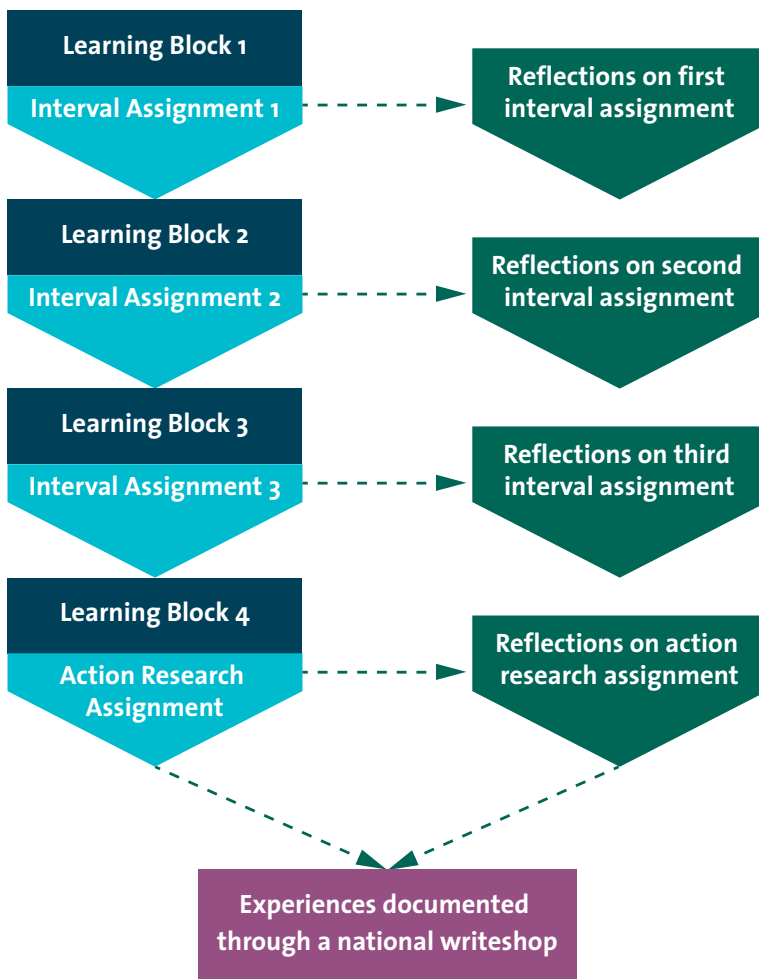 Learning Block 1
Interval Assignment 1
Reflections on first
interval assignment
Learning Block 2
Interval Assignment 2
Reflections on second
interval assignment
Learning Block 3
Interval Assignment 3
Reflections on third
interval assignment
Learning Block 4
Action Research
Assignment
Reflections on action
research assignment
Experiences documented
through a national writeshop